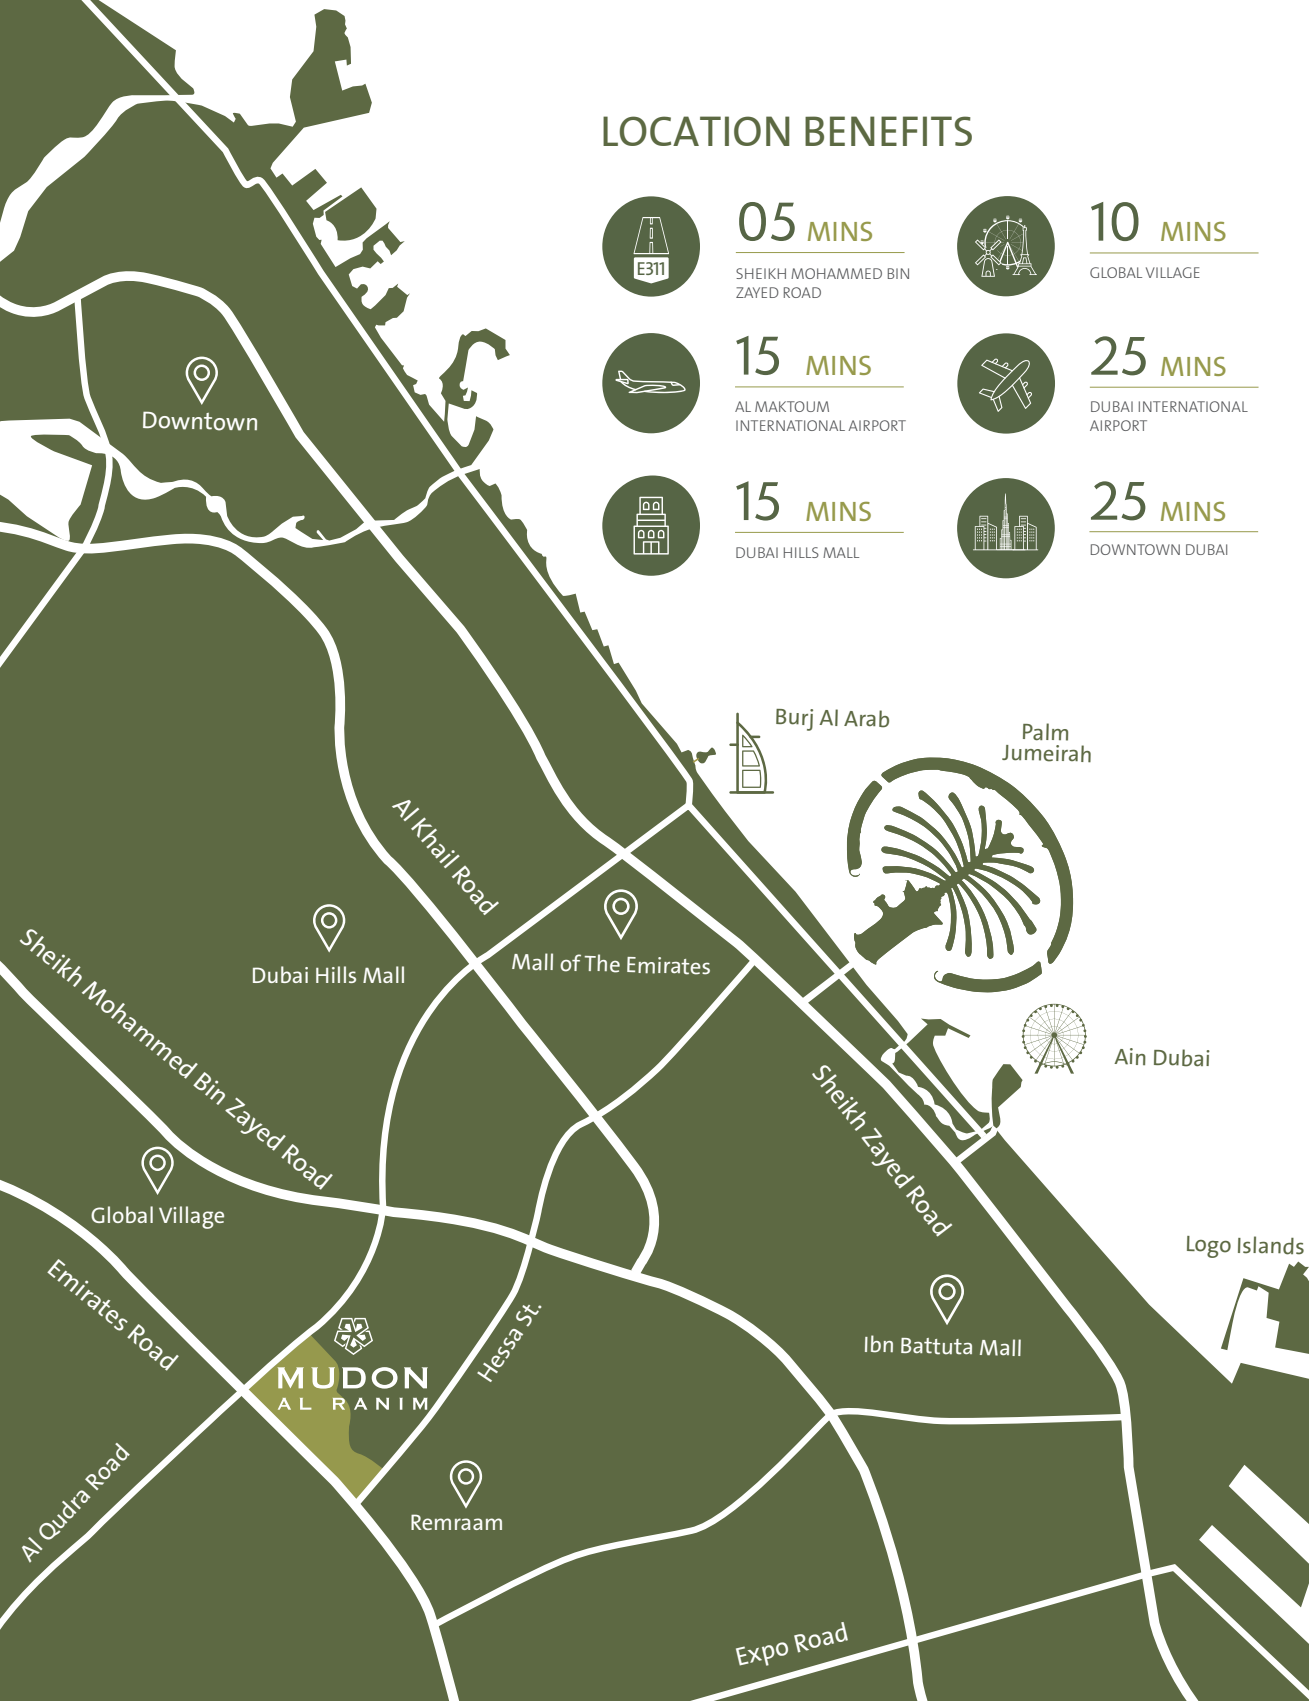 LOCATION BENEFITS
E311
05 MINS
SHEIKH MOHAMMED BIN
ZAYED ROAD
10 MINS
GLOBAL VILLAGE
15 MINS
AL MAKTOUM
INTERNATIONAL AIRPORT
25 MINS
DUBAI INTERNATIONAL
AIRPORT
15 MINS
DUBAI HILLS MALL
25 MINS
DOWNTOWN DUBAI
Downtown
Burj Al Arab
Palm
Jumeirah
Al Khail Road
Dubai Hills Mall
Mall of The Emirates
Sheikh Mohammed Bin Zayed Road
Ain Dubai
Sheikh Zayed Road
Global Village
Logo Islands
Emirates Road
Hessa St.
Ibn Battuta Mall
MUDON
AL RANIM
Al Qudra Road
Remraam
Expo Road